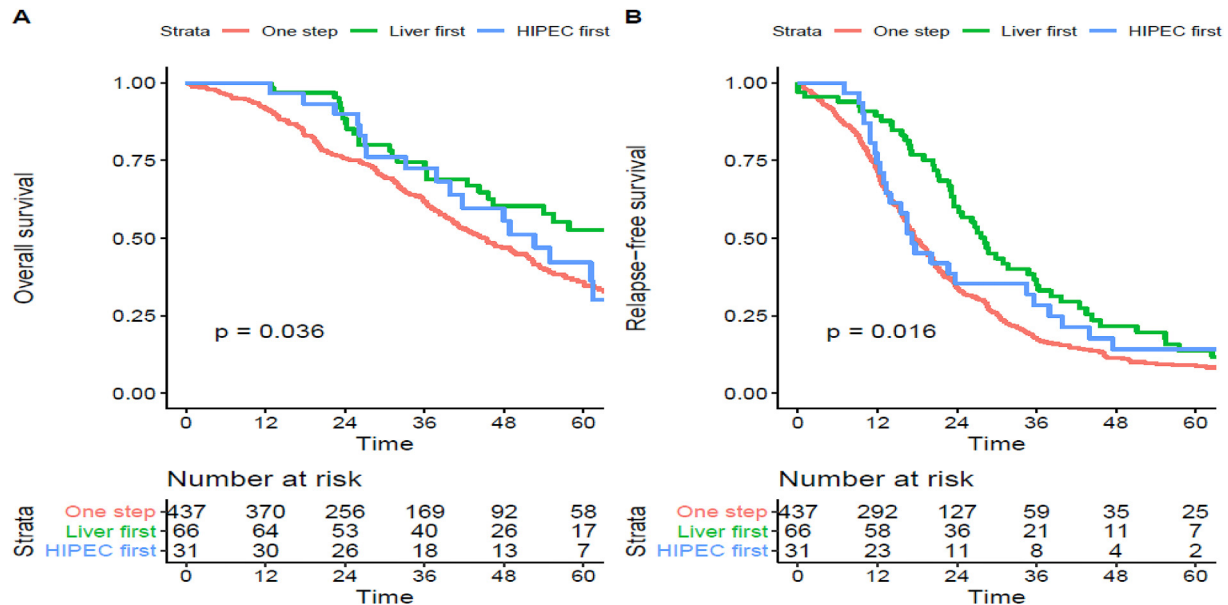 A
Strata One step Liver first HIPEC first
Overall survival
1.00
0.75
0.50
0.25
0.00
p = 0.036
0 12 24 36 48 60
Time
Number at risk
Strata
One step 437 370 256 169 92 58
Liver first 66 64 53 40 26 17
HIPEC first 31 30 26 18 13 7
0 12 24 36 48 60
Time
B
Strata One step Liver first HIPEC first
Relapse-free survival
1.00
0.75
0.50
0.25
0.00
p = 0.016
0 12 24 36 48 60
Time
Number at risk
Strata
One step 437 292 127 59 35 25
Liver first 66 58 36 21 11 7
HIPEC first 31 23 11 8 4 2
0 12 24 36 48 60
Time